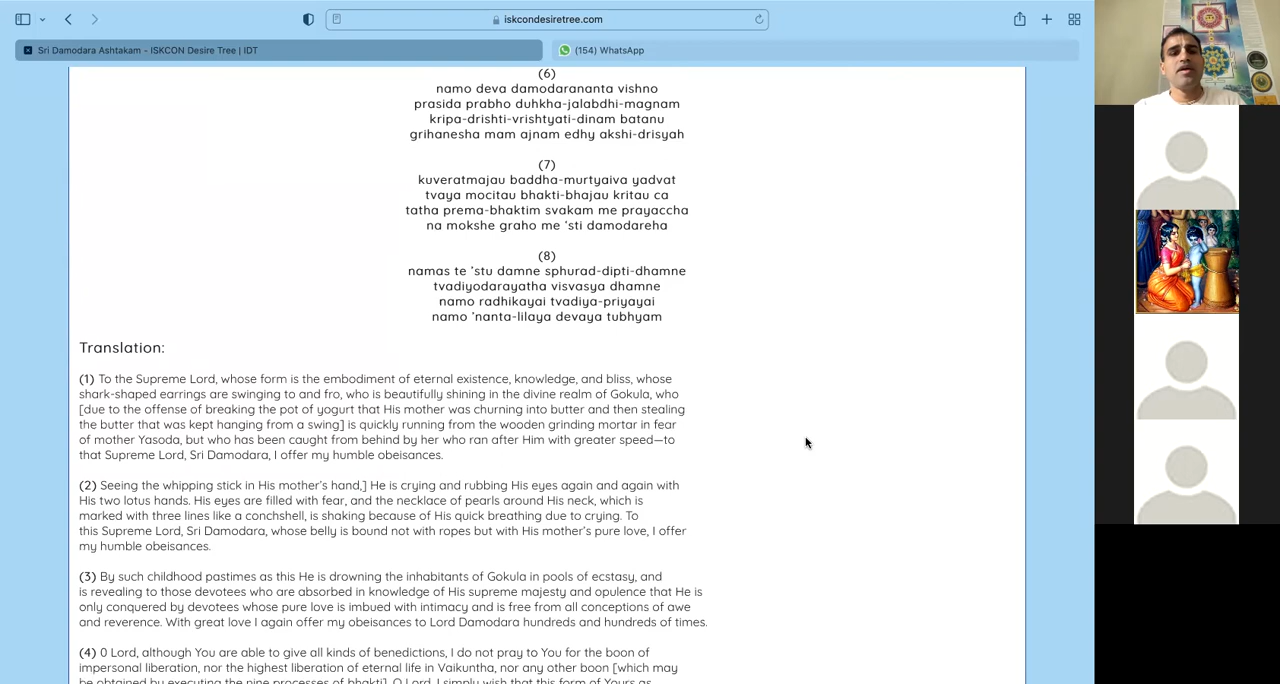 iskcondesiretree.com
Sri Damodara Ashtakam - ISKCON Desire Tree | IDT
(154) WhatsApp
(6)
namo deva damodarananta vishno
prasida prabho duhkha-jalabdhi-magnam
kripa-drishti-vrishtyati-dinam batanu
grihanesha mam ajnam edhy akshi-drisyah
(7)
kuveratmajau baddha-murtyaiva yadvat
tvaya mocitau bhakti-bhajau kritau ca
tatha prema-bhaktim svakam me prayaccha
na mokshe graho me 'sti damodareha
(8)
namas te 'stu damne sphurad-dipti-dhamne
tvadiyodarayatha visvasya dhamne
namo radhikayai tvadiya-priyayai
namo 'nanta-lilaya devaya tubhyam
Translation:
(1) To the Supreme Lord, whose form is the embodiment of eternal existence, knowledge, and bliss, whose
shark-shaped earrings are swinging to and fro, who is beautifully shining in the divine realm of Gokula, who
[due to the offense of breaking the pot of yogurt that His mother was churning into butter and then stealing
the butter that was kept hanging from a swing] is quickly running from the wooden grinding mortar in fear
of mother Yasoda, but who has been caught from behind by her who ran after Him with greater speed—to
that Supreme Lord, Sri Damodara, I offer my humble obeisances.
(2) Seeing the whipping stick in His mother's hand,] He is crying and rubbing His eyes again and again with
His two lotus hands. His eyes are filled with fear, and the necklace of pearls around His neck, which is
marked with three lines like a conchshell, is shaking because of His quick breathing due to crying. To
this Supreme Lord, Sri Damodara, whose belly is bound not with ropes but with His mother's pure love, I offer
my humble obeisances.
(3) By such childhood pastimes as this He is drowning the inhabitants of Gokula in pools of ecstasy, and
is revealing to those devotees who are absorbed in knowledge of His supreme majesty and opulence that He is
only conquered by devotees whose pure love is imbued with intimacy and is free from all conceptions of awe
and reverence. With great love I again offer my obeisances to Lord Damodara hundreds and hundreds of times.
(4) O Lord, although You are able to give all kinds of benedictions, I do not pray to You for the boon of
impersonal liberation, nor the highest liberation of eternal life in Vaikuntha, nor any other boon [which may
be obtained by executing the nine processes of bhakti]. O Lord, I simply wish that this form of Yours as